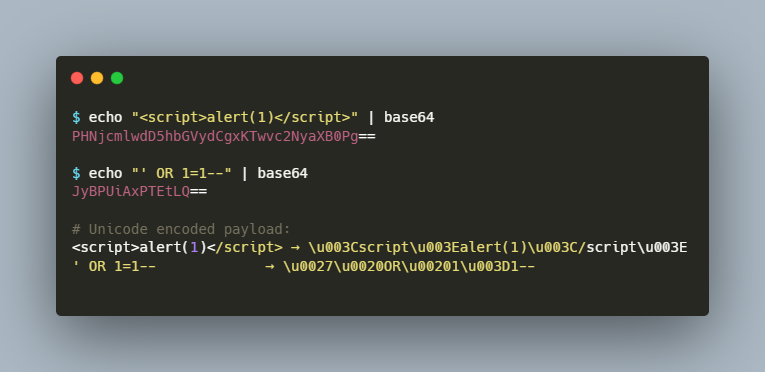 $ echo "<script>alert(1)</script>" | base64
PHNjcmlwdD5hbGVydCgxKTwvc2NyaXB0Pg==
$ echo "' OR 1=1--" | base64
JyBPUiAxPTEtLQ==
# Unicode encoded payload:
<script>alert(1)</script> → \u003Cscript\u003Ealert(1)\u003C/script\u003E
' OR 1=1-- → \u0027\u0020OR\u00201\u003D1--